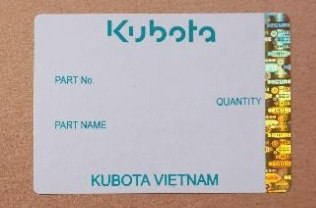 Kubota
PART No.
QUANTITY
PART NAME
KUBOTA VIETNAM